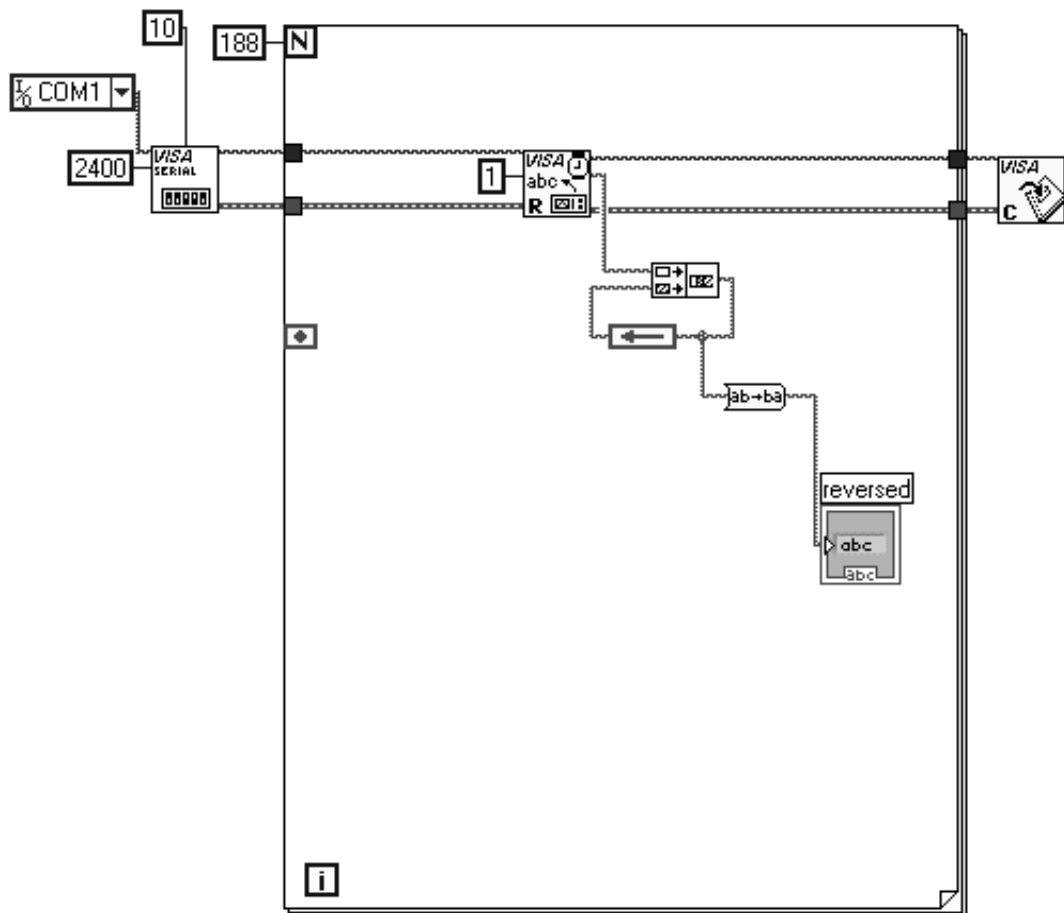 10
188
N
I/O COM1
2400
VISA
SERIAL
1
VISA
abc
R
VISA
C
ab→ba
reversed
abc
abc
i